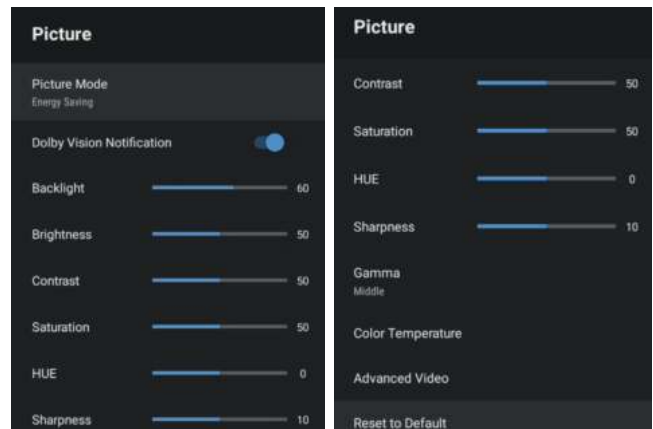 Picture
Picture Mode
Energy Saving
Dolby Vision Notification
Backlight 60
Brightness 50
Contrast 50
Saturation 50
HUE 0
Sharpness 10
Picture
Contrast 50
Saturation 50
HUE 0
Sharpness 10
Gamma
Middle
Color Temperature
Advanced Video
Reset to Default